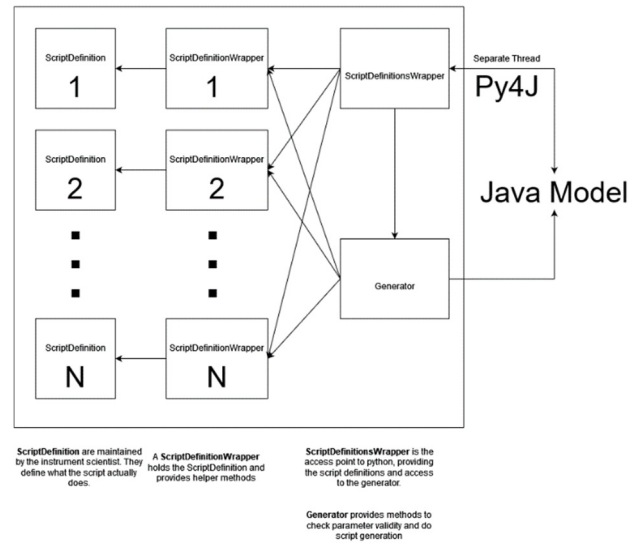 ScriptDefinition
1
ScriptDefinitionWrapper
1
ScriptDefinitionsWrapper
Separate Thread
Py4J
ScriptDefinition
2
ScriptDefinitionWrapper
2
Java Model
Generator
ScriptDefinition
N
ScriptDefinitionWrapper
N
ScriptDefinition are maintained
by the instrument scientist. They
define what the script actually
does.
A ScriptDefinitionWrapper
holds the ScriptDefinition and
provides helper methods
ScriptDefinitionsWrapper is the
access point to python, providing
the script definitions and access
to the generator.
Generator provides methods to
check parameter validity and do
script generation